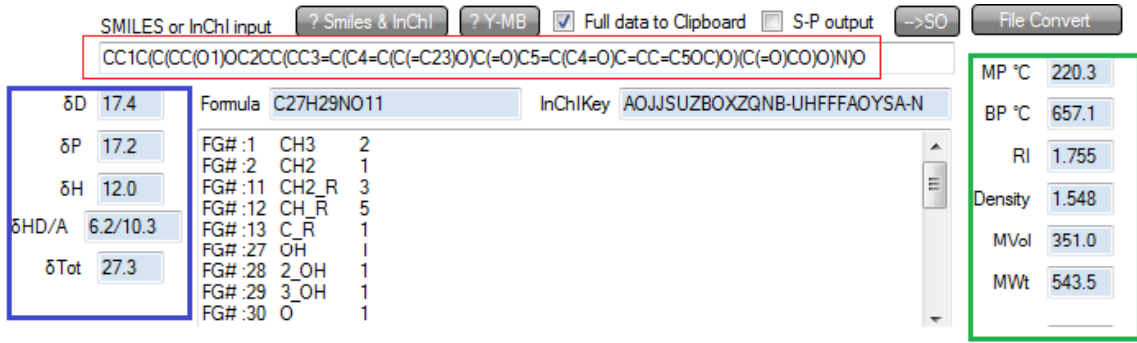 SMILES or InChI input ? Smiles & InChI ? Y-MB Full data to Clipboard S-P output -->SO File Convert
CC1C(C(CC(O1)OC2CC(CC3=C(C4=C(C(=C23)O)C(=O)C5=C(C4=O)C=CC=C5OC)O)(C(=O)CO)O)N)O
MP °C 220.3
δD 17.4 Formula C27H29NO11 InChIKey AOJJSUZBOXZQNB-UHFFFAOYSA-N
BP °C 657.1
δP 17.2
RI 1.755
δH 12.0
Density 1.548
δHD/A 6.2/10.3
MVol 351.0
δTot 27.3
MWt 543.5
FG# :1 CH3 2
FG# :2 CH2 1
FG# :11 CH2_R 3
FG# :12 CH_R 5
FG# :13 C_R 1
FG# :27 OH I
FG# :28 2_OH 1
FG# :29 3_OH 1
FG# :30 O 1